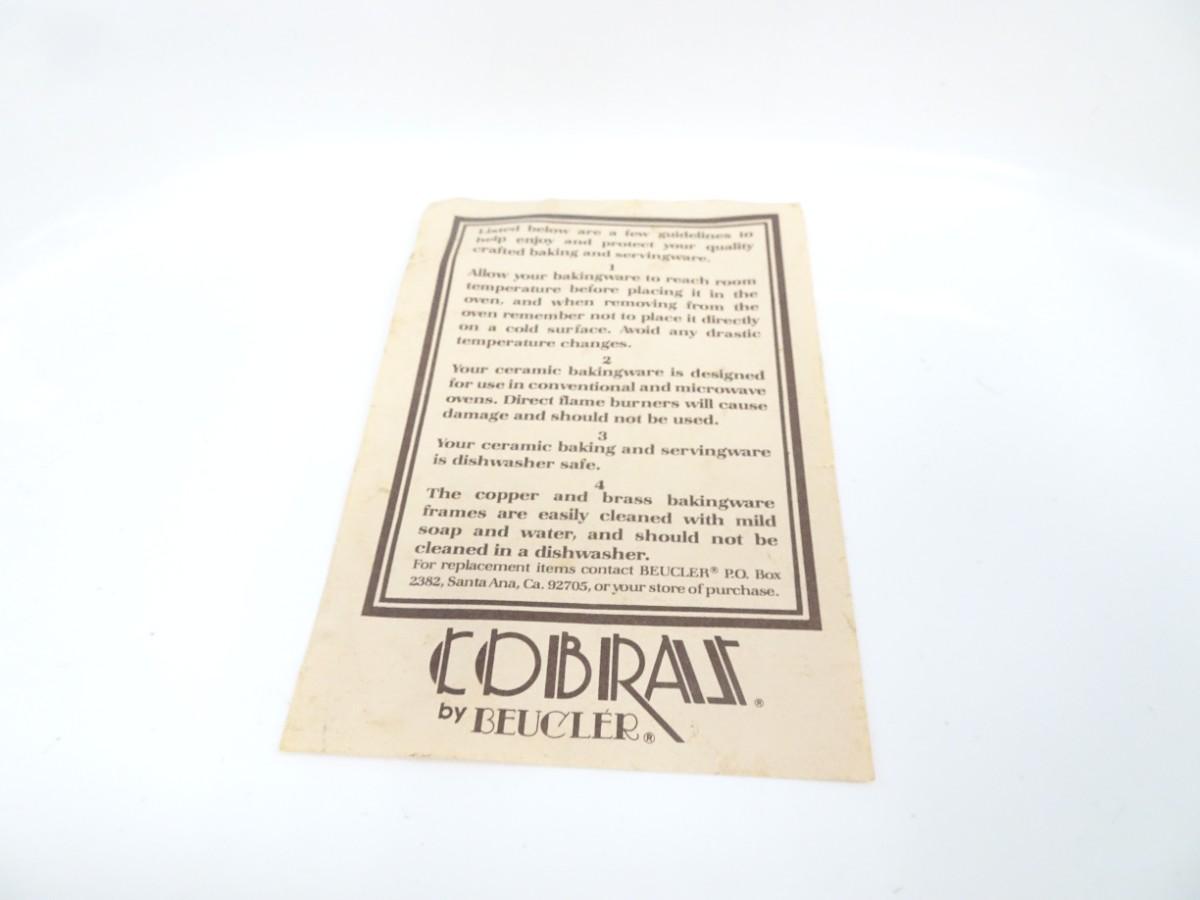 Listed below are a few guidelines to
help enjoy and protect your quality
crafted baking and servingware.
1
Allow your bakingware to reach room
temperature before placing it in the
oven, and when removing from the
oven remember not to place it directly
on a cold surface. Avoid any drastic
temperature changes.
2
Your ceramic bakingware is designed
for use in conventional and microwave
ovens. Direct flame burners will cause
damage and should not be used.
3
Your ceramic baking and servingware
is dishwasher safe.
4
The copper and brass bakingware
frames are easily cleaned with mild
soap and water, and should not be
cleaned in a dishwasher.
For replacement items contact BEUCLER® P.O. Box
2382, Santa Ana, Ca. 92705, or your store of purchase.
COBRAS®
by BEUCLÉR®